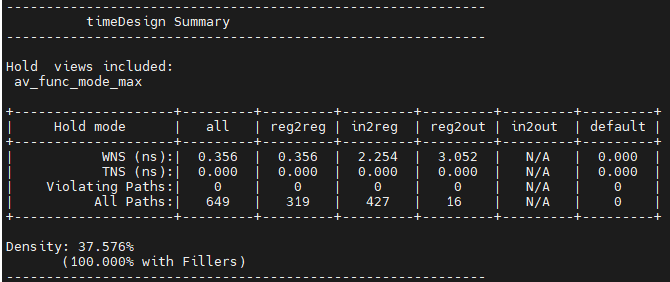 ------------------------------------------------------------
          timeDesign Summary
------------------------------------------------------------
Hold  views included:
 av_func_mode_max
+--------------------+---------+---------+---------+---------+---------+---------+
|     Hold mode      |   all   | reg2reg | in2reg  | reg2out | in2out  | default |
+--------------------+---------+---------+---------+---------+---------+---------+
|           WNS (ns):|  0.356  |  0.356  |  2.254  |  3.052  |   N/A   |  0.000  |
|           TNS (ns):|  0.000  |  0.000  |  0.000  |  0.000  |   N/A   |  0.000  |
|    Violating Paths:|    0    |    0    |    0    |    0    |   N/A   |    0    |
|          All Paths:|   649   |   319   |   427   |   16    |   N/A   |    0    |
+--------------------+---------+---------+---------+---------+---------+---------+
Density: 37.576%
       (100.000% with Fillers)
------------------------------------------------------------